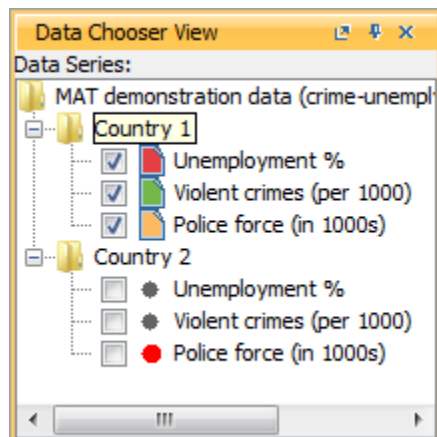 Data Chooser View
Data Series:
MAT demonstration data (crime-unempl
Country 1
Unemployment %
Violent crimes (per 1000)
Police force (in 1000s)
Country 2
Unemployment %
Violent crimes (per 1000)
Police force (in 1000s)